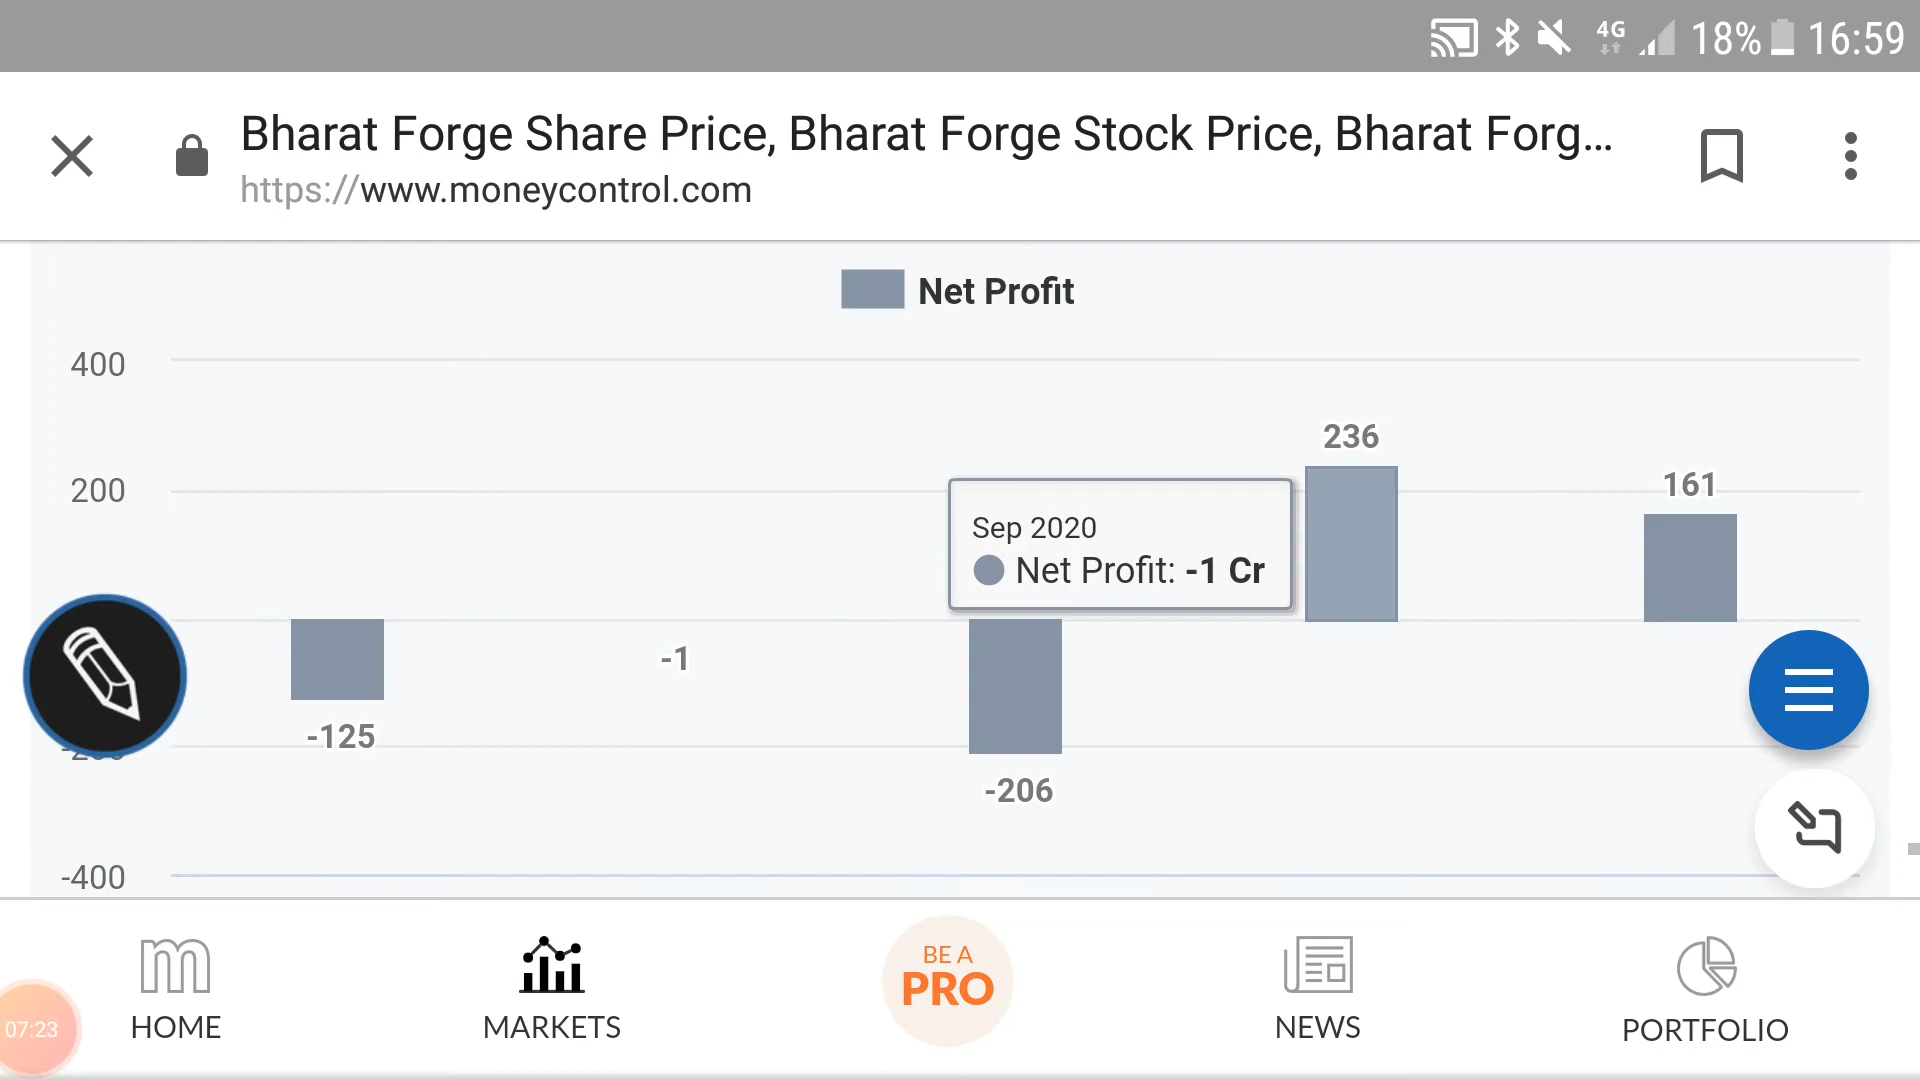 4G 18% 16:59
Bharat Forge Share Price, Bharat Forge Stock Price, Bharat Forg...
https://www.moneycontrol.com
Net Profit
400
236
200
161
Sep 2020
Net Profit: -1 Cr
-1
-125
-206
-400
HOME
MARKETS
BE A
PRO
NEWS
PORTFOLIO
07:23